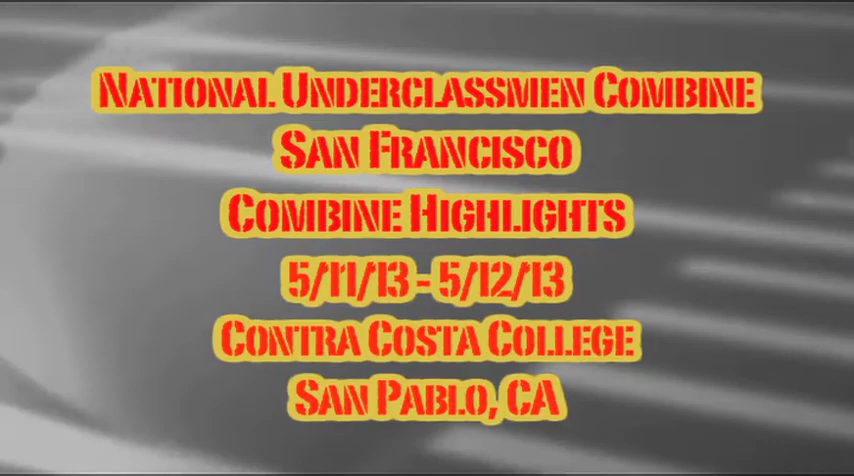 National Underclassmen Combine
San Francisco
Combine Highlights
5/11/13 - 5/12/13
Contra Costa College
San Pablo, CA